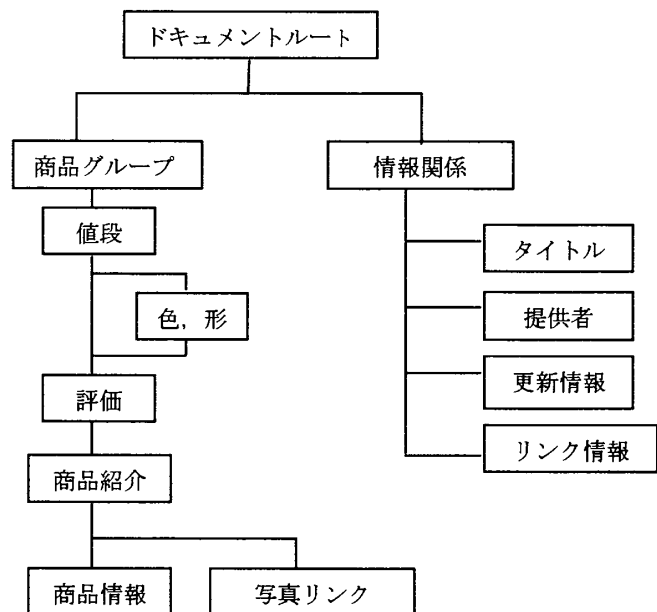 ドキュメントルート
商品グループ
情報関係
値段
タイトル
色，形
提供者
更新情報
評価
リンク情報
商品紹介
商品情報
写真リンク